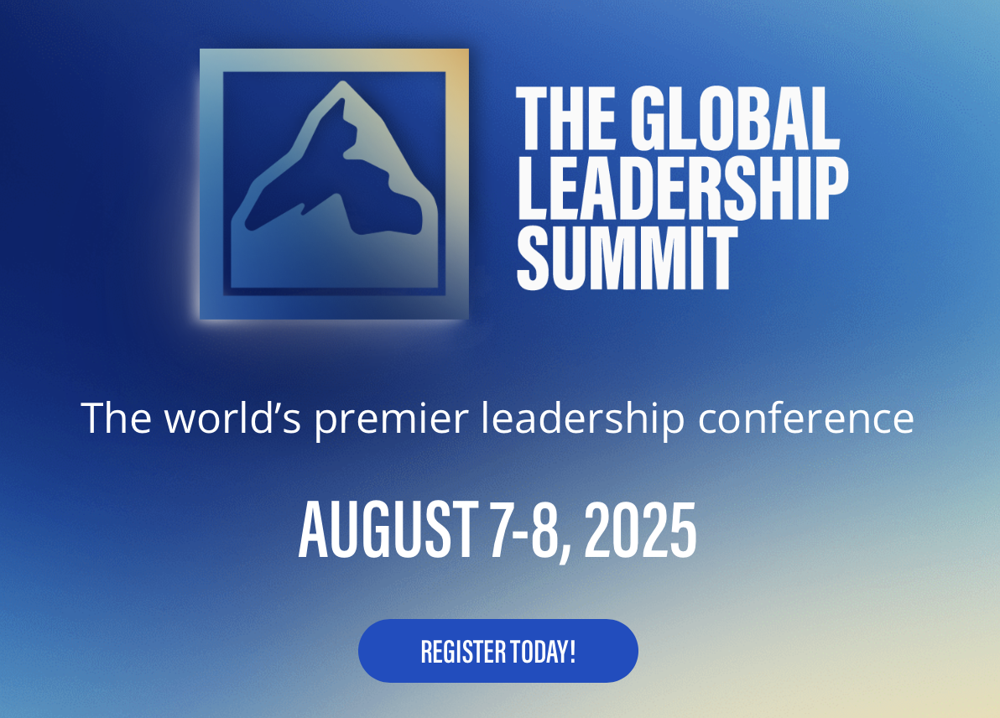 THE GLOBAL
LEADERSHIP
SUMMIT
The world’s premier leadership conference
AUGUST 7-8, 2025
REGISTER TODAY!